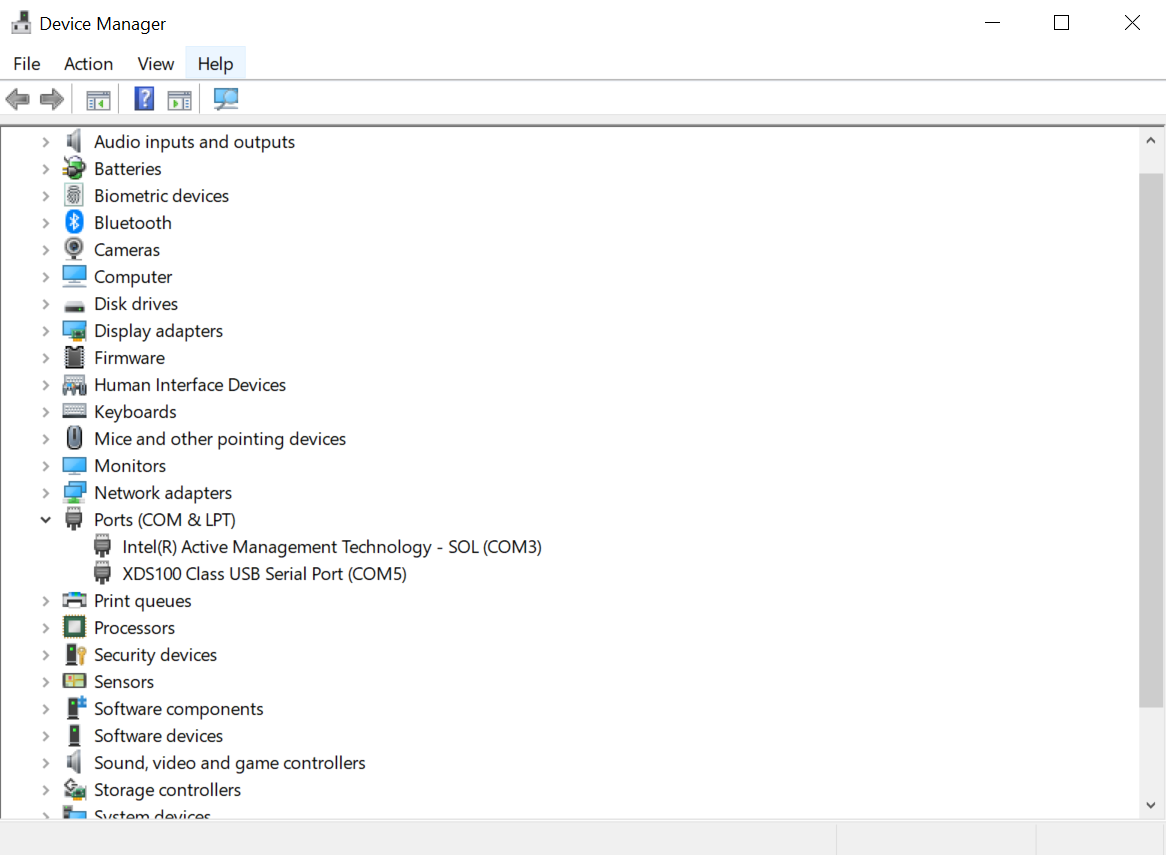 Device Manager
File Action View Help
Audio inputs and outputs
Batteries
Biometric devices
Bluetooth
Cameras
Computer
Disk drives
Display adapters
Firmware
Human Interface Devices
Keyboards
Mice and other pointing devices
Monitors
Network adapters
Ports (COM & LPT)
Intel(R) Active Management Technology - SOL (COM3)
XDS100 Class USB Serial Port (COM5)
Print queues
Processors
Security devices
Sensors
Software components
Software devices
Sound, video and game controllers
Storage controllers
System devices